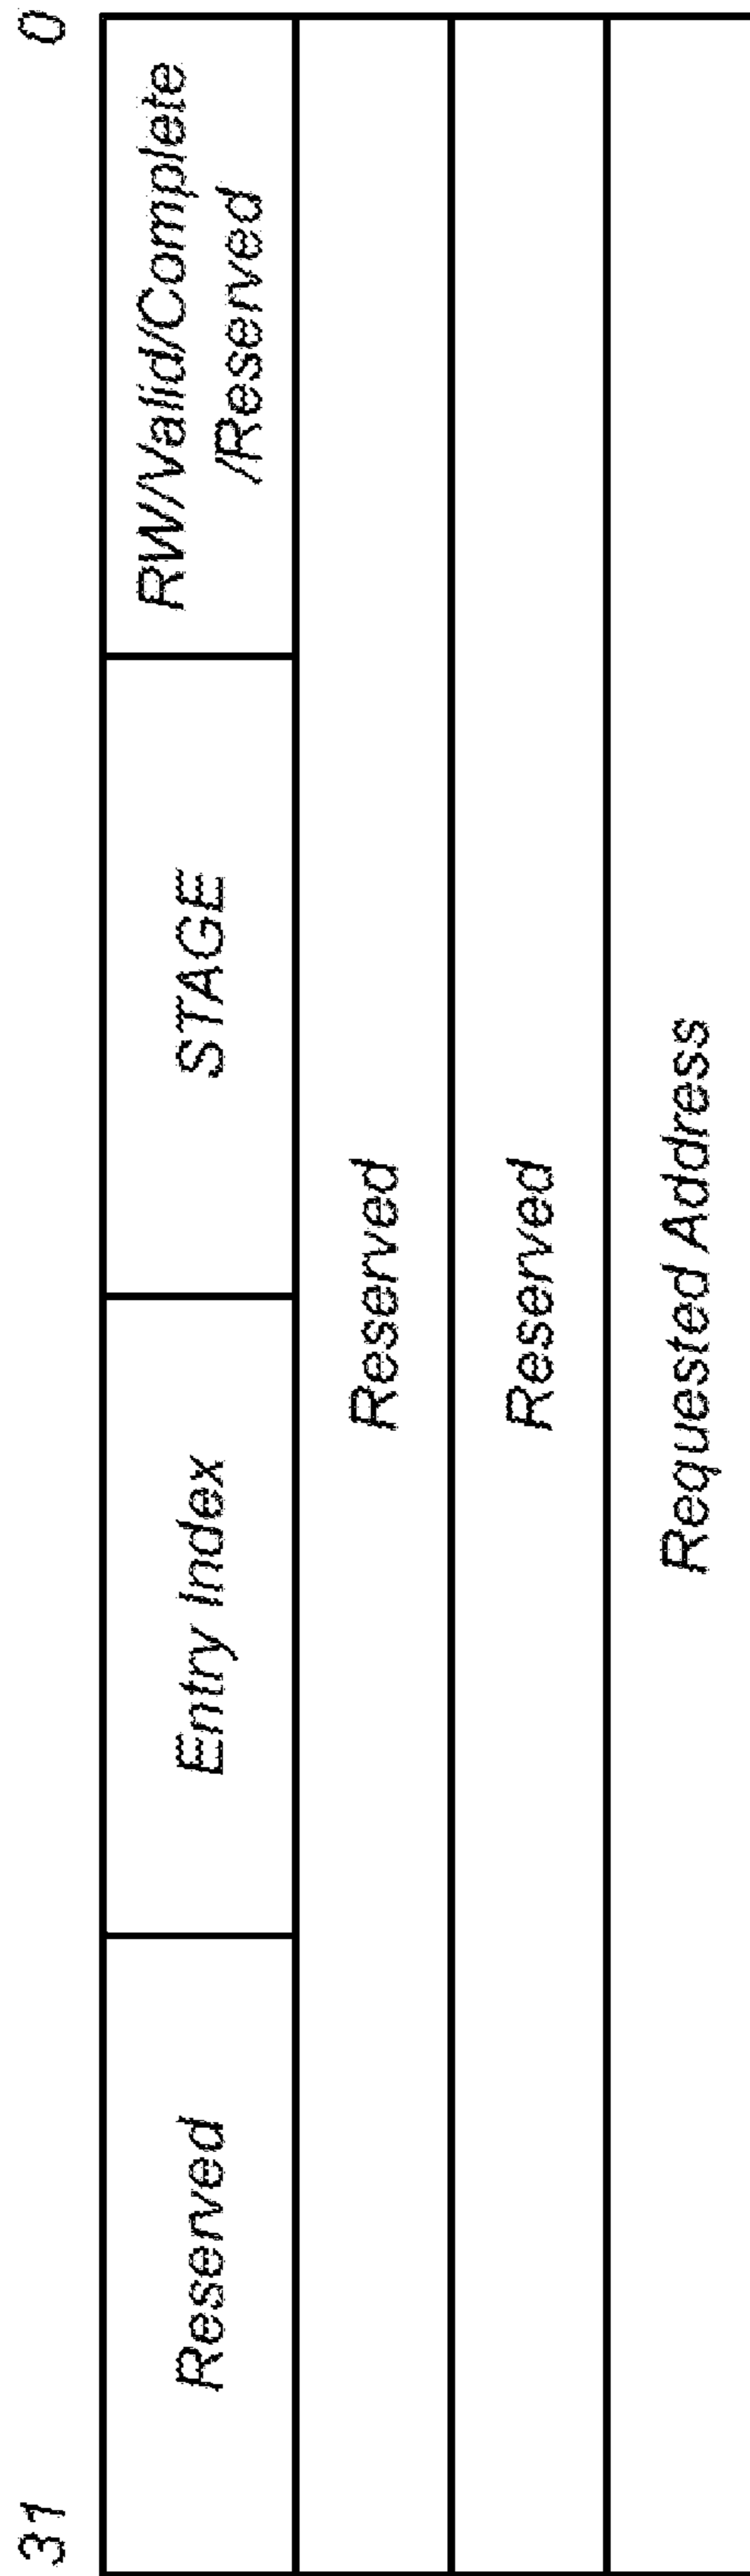 31 0
Reserved Entry Index STAGE RW/Valid/Complete
/Reserved
Reserved
Reserved
Requested Address